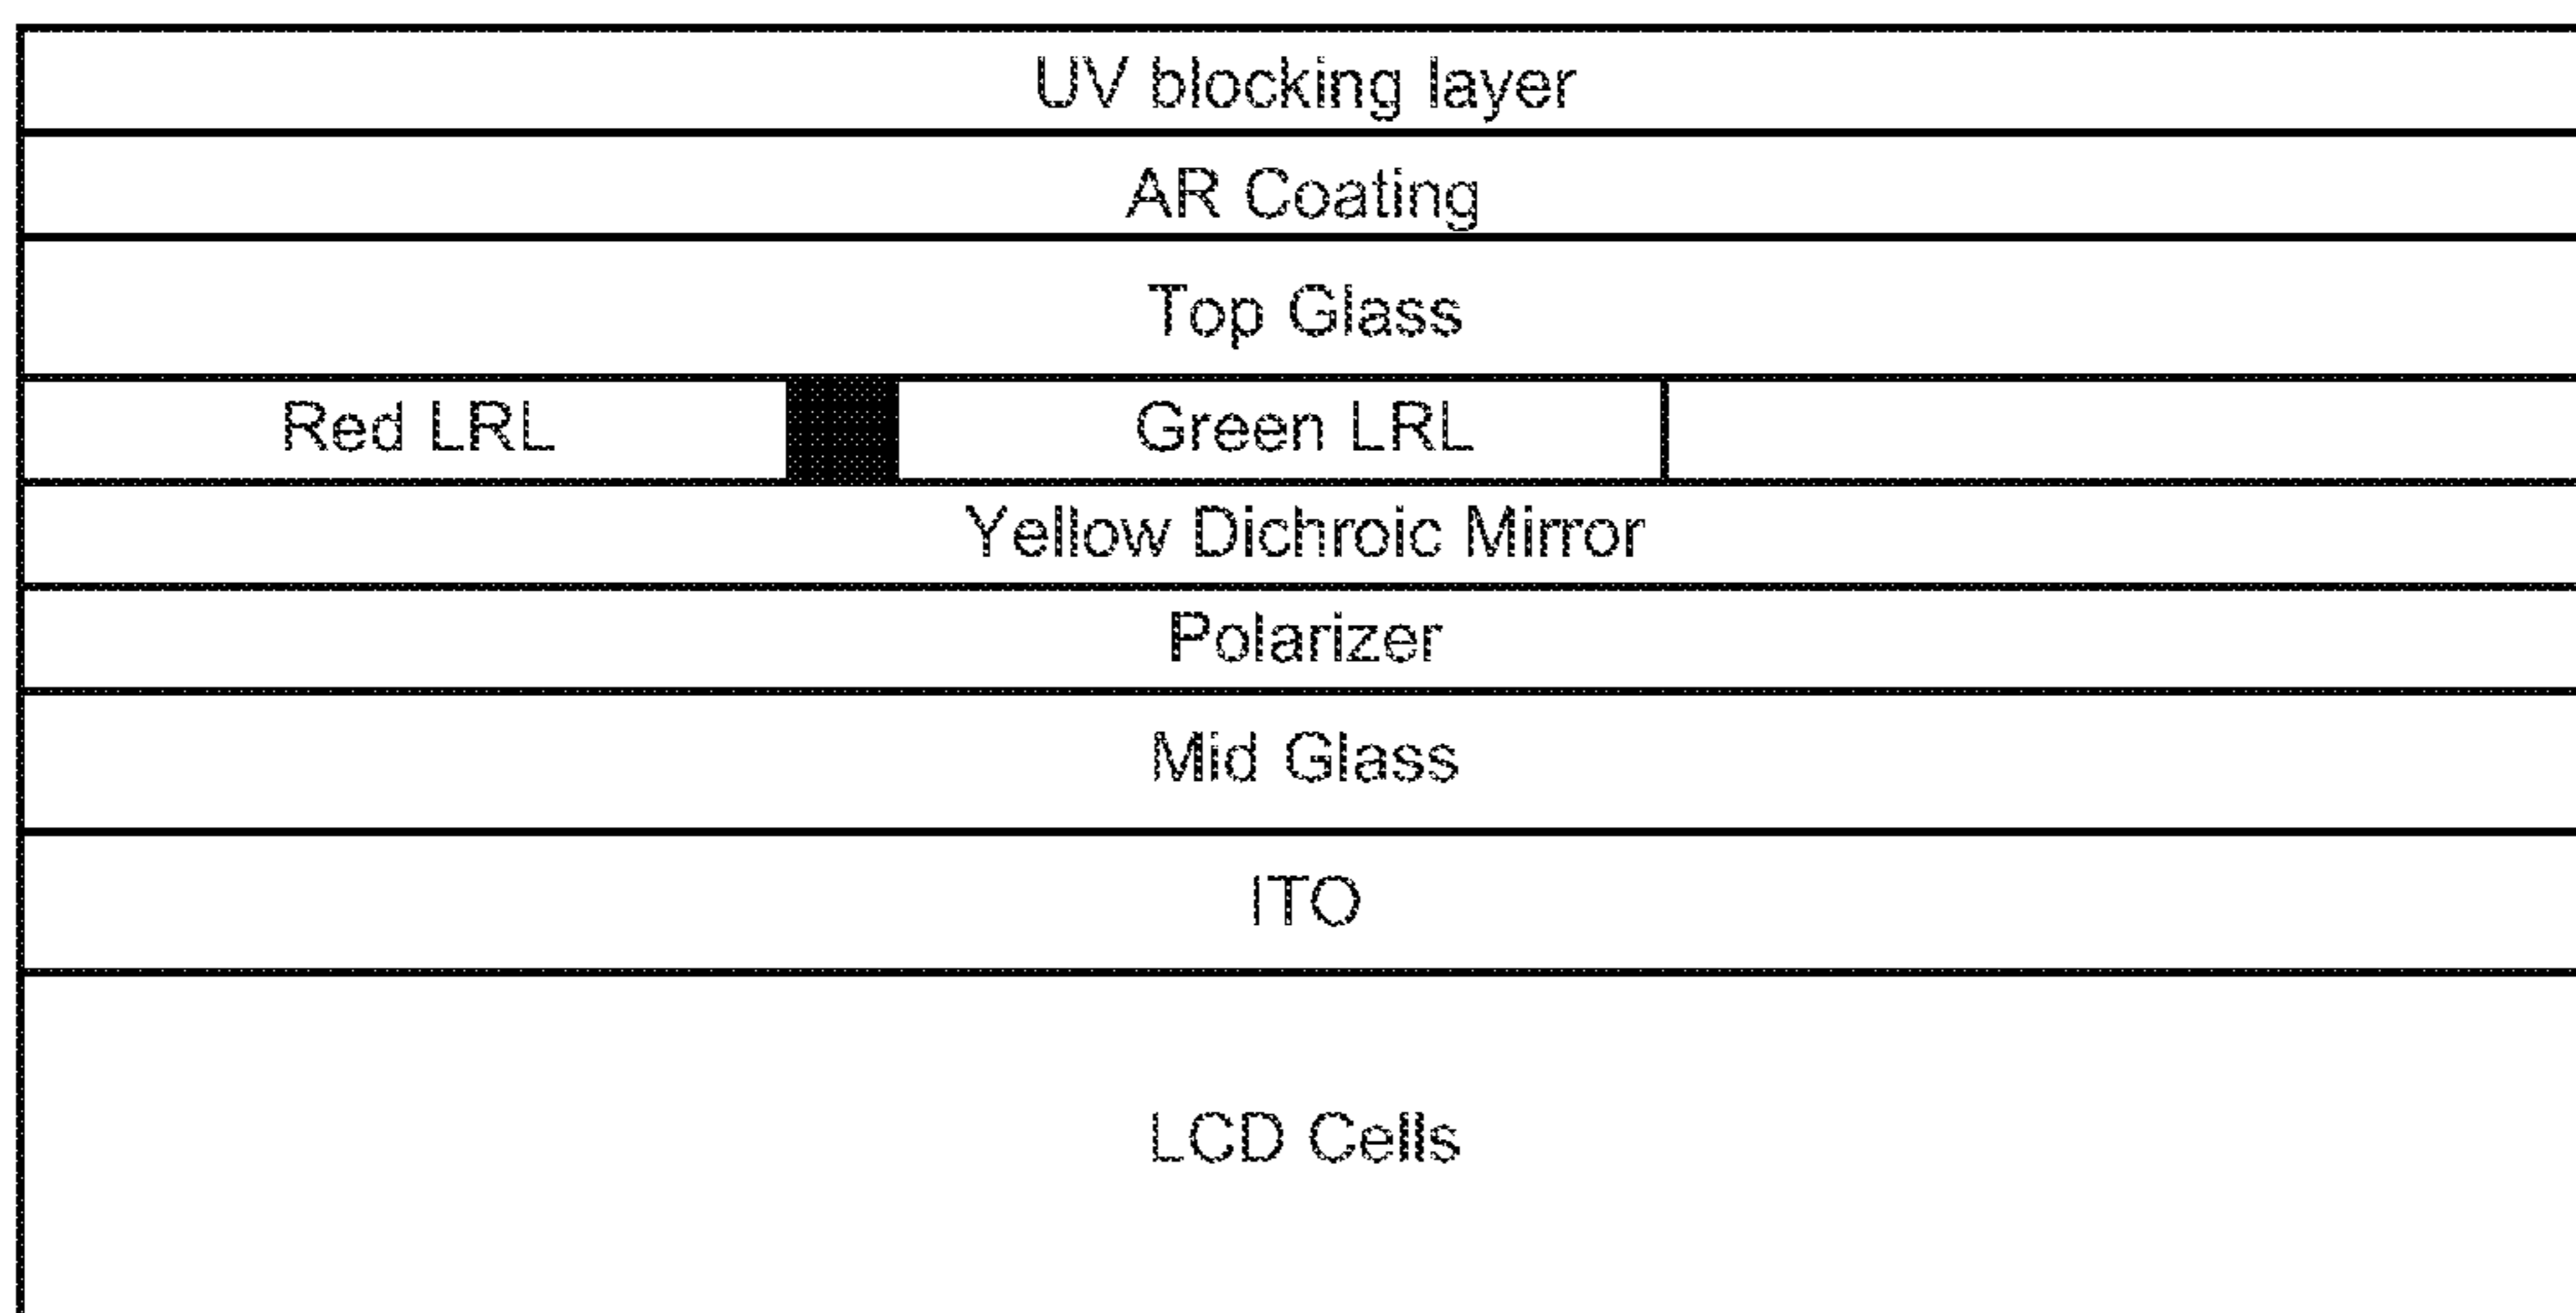 UV blocking layer
AR Coating
Top Glass
Red LRL
Green LRL
Yellow Dichroic Mirror
Polarizer
Mid Glass
ITO
LCD Cells